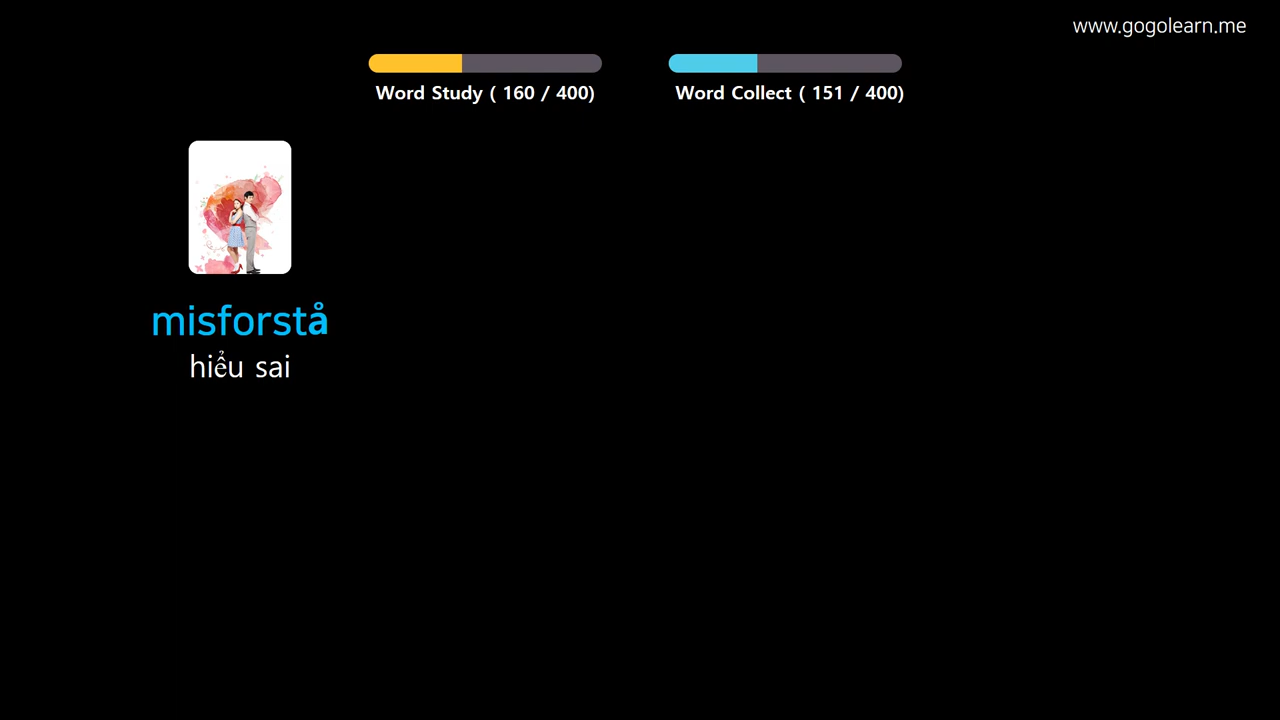 www.gogolearn.me
Word Study ( 160 / 400)
Word Collect ( 151 / 400)
misforstå
hiểu sai